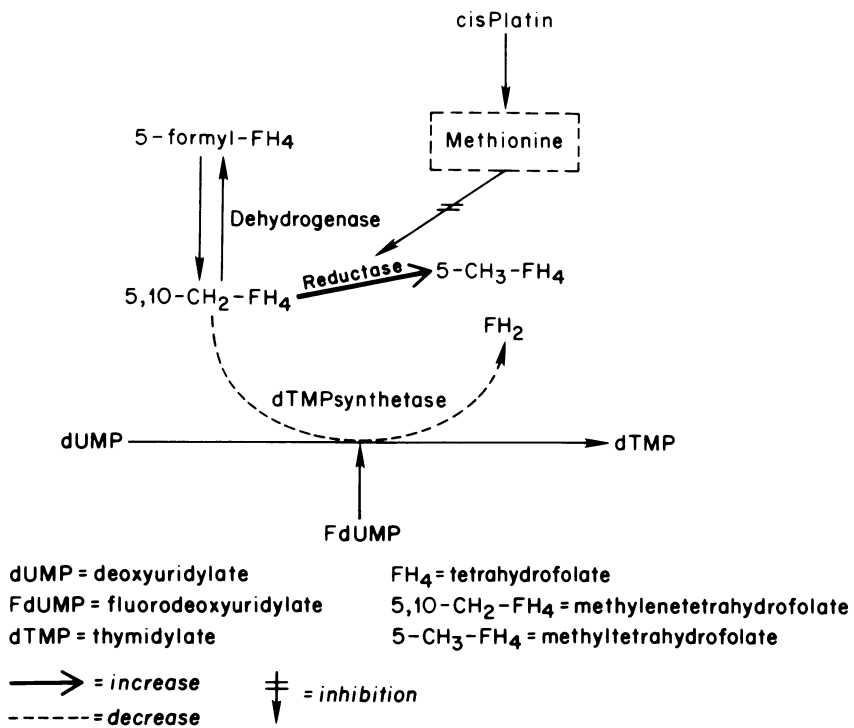 cisPlatin
5-formyl-FH4
Methionine
Dehydrogenase
Reductase
5,10-CH2-FH4
5-CH3-FH4
FH2
dTMPsynthetase
dUMP
dTMP
FdUMP
dUMP = deoxyuridylate
FH4 = tetrahydrofolate
FdUMP = fluorodeoxyuridylate
5,10-CH2-FH4 = methylenetetrahydrofolate
dTMP = thymidylate
5-CH3-FH4 = methyltetrahydrofolate
= increase
= inhibition
= decrease